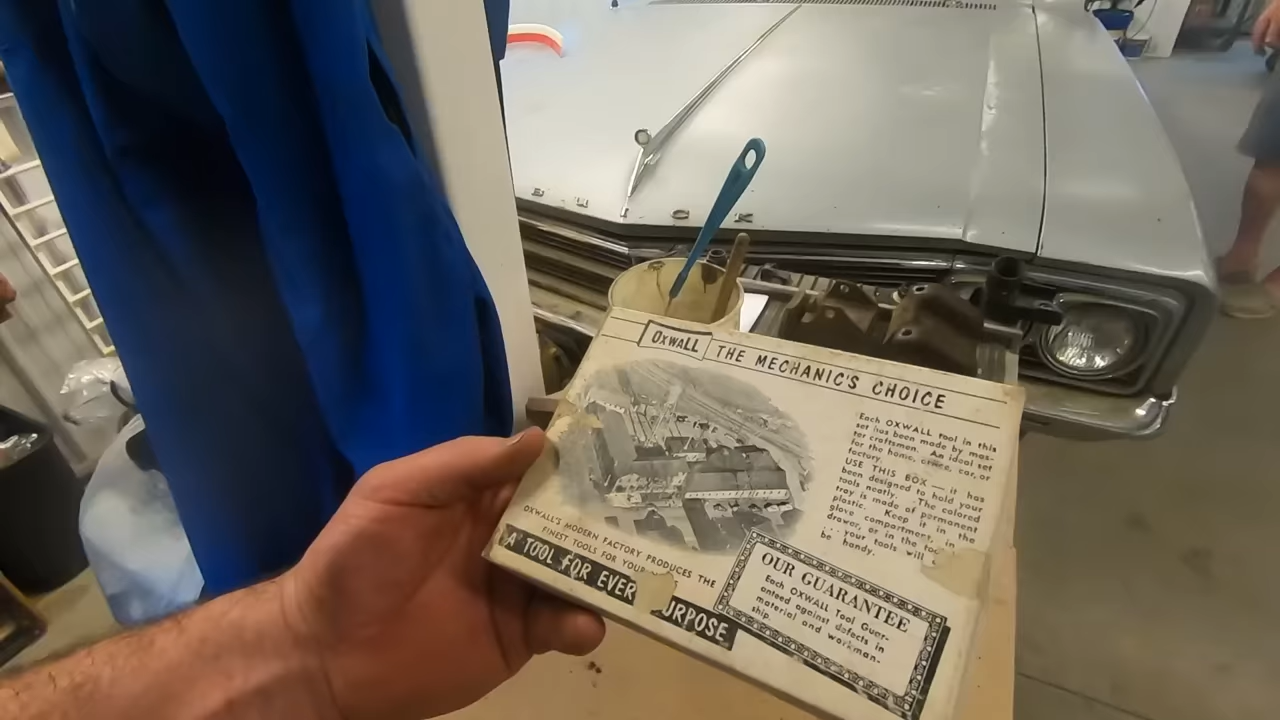 BUICK
OXWALL THE MECHANIC'S CHOICE
Each OXWALL tool in this
set has been made by mas-
ter craftsmen. An ideal set
for the home, office, car, or
factory.
USE THIS BOX — it has
been designed to hold your
tools neatly. The colored
tray is made of permanent
plastic. Keep it in the
glove compartment, in
drawer, or in the
... your tools will
be handy.
OXWALL'S MODERN FACTORY PRODUCES THE
FINEST TOOLS FOR YOUR
A TOOL FOR EVER URPOSE
OUR GUARANTEE
Each OXWALL Tool Guar-
anteed against defects in
material and workman-
ship.